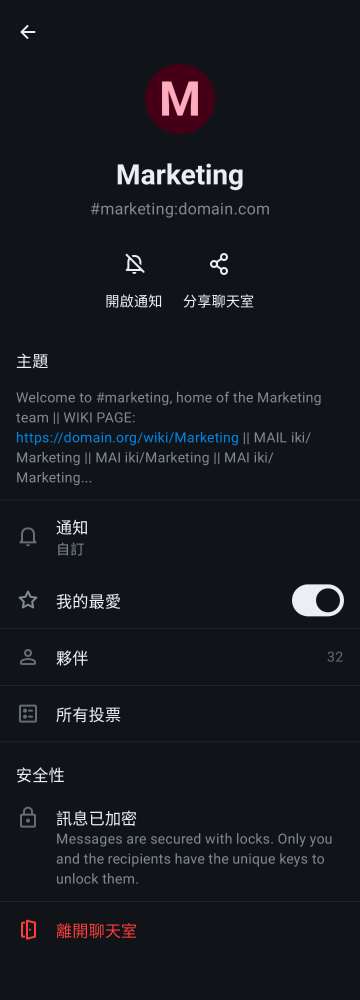 M
Marketing
#marketing:domain.com
開啟通知
分享聊天室
主題
Welcome to #marketing, home of the Marketing
team || WIKI PAGE:
https://domain.org/wiki/Marketing || MAIL iki/
Marketing || MAI iki/Marketing || MAI iki/
Marketing...
通知
自訂
我的最愛
夥伴 32
所有投票
安全性
訊息已加密
Messages are secured with locks. Only you
and the recipients have the unique keys to
unlock them.
離開聊天室